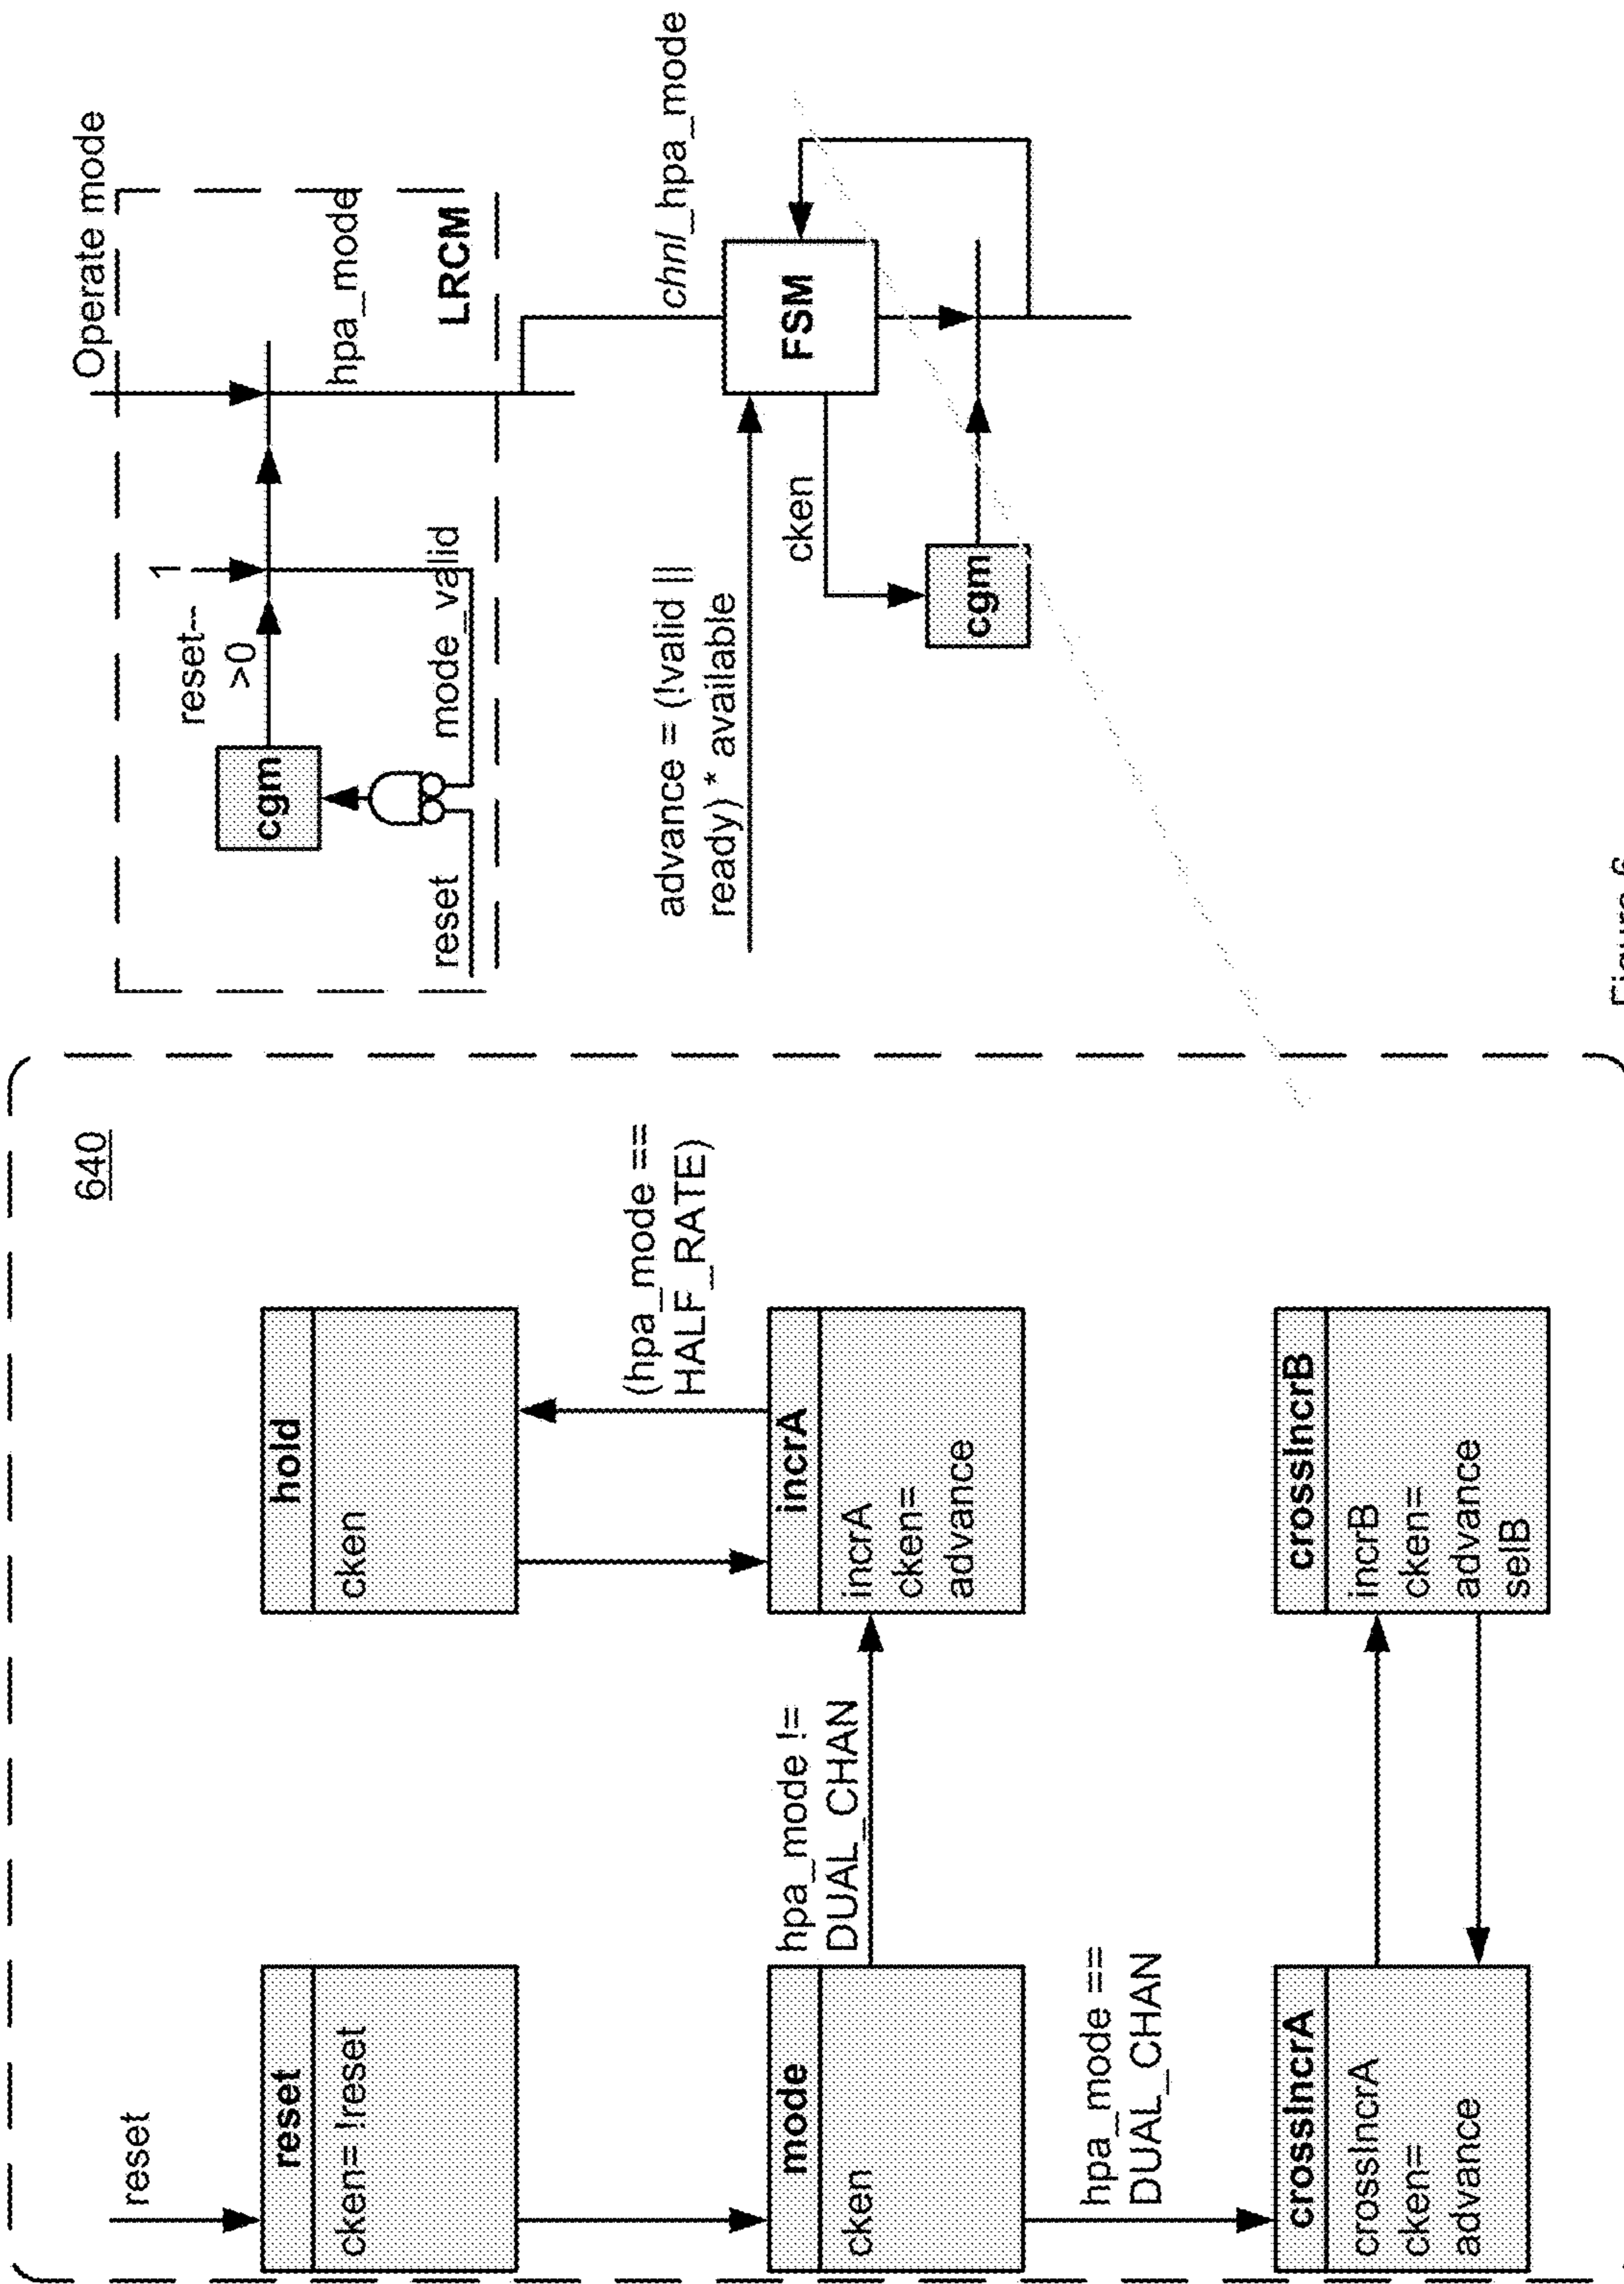 640
reset
reset
cken= !reset
hold
cken
(hpa_mode ==
HALF_RATE)
mode
cken
hpa_mode !=
DUAL_CHAN
incrA
incrA
cken=
advance
hpa_mode ==
DUAL_CHAN
crossIncrA
crossIncrA
cken=
advance
crossIncrB
incrB
cken=
advance
selB
Operate mode
1
reset--
>0
cgm
hpa_mode
reset
mode_valid
LRCM
chnl_hpa_mode
advance = (!valid ||
ready) * available
FSM
cken
cgm
Figure 6